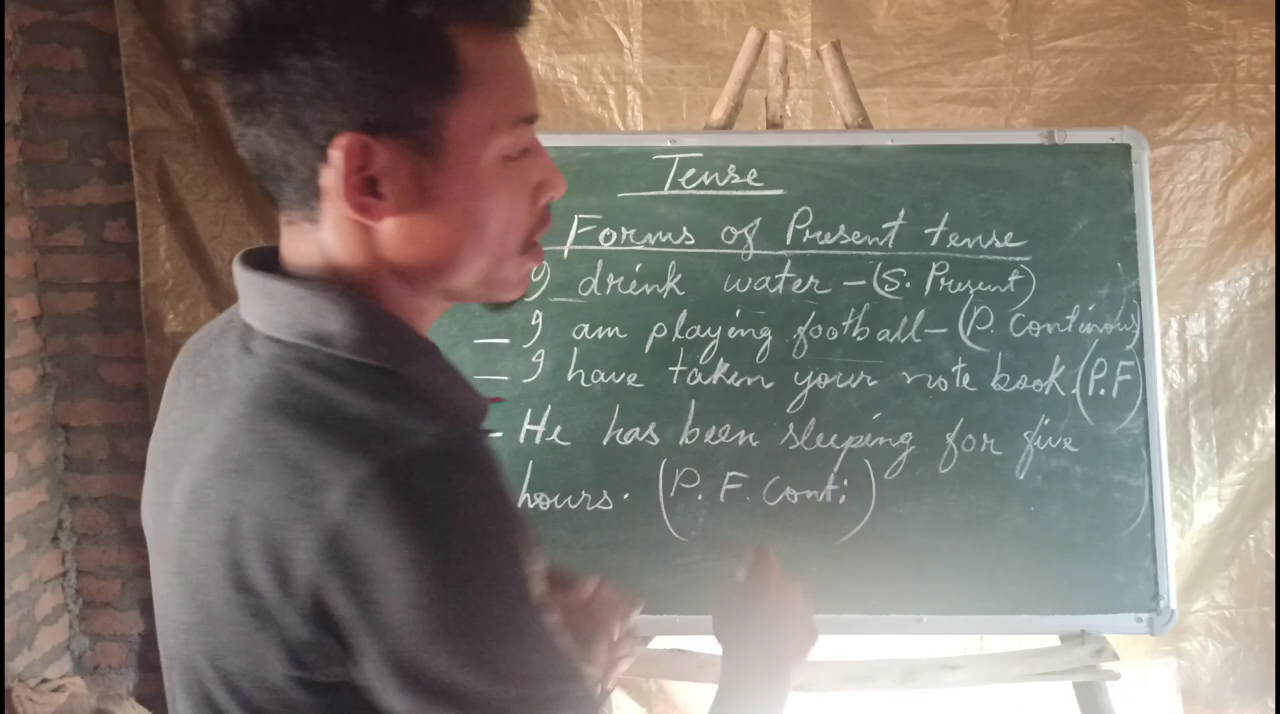 Tense
Forms of Present tense
I drink water - (S. Present)
- I am playing football - (P. Continous)
- I have taken your note book. (P.F)
- He has been sleeping for five
hours. (P. F. Conti)